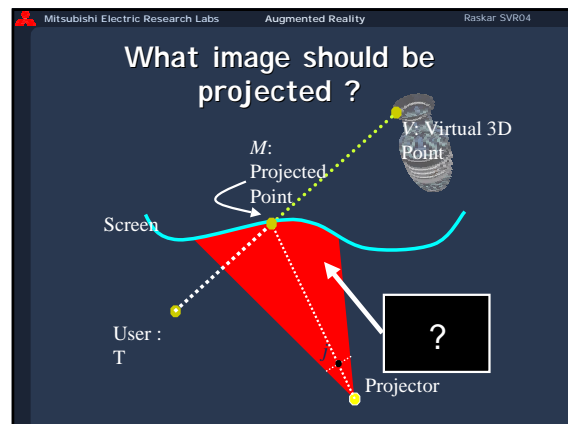 Mitsubishi Electric Research Labs Augmented Reality Raskar SVR04
What image should be
projected ?
V: Virtual 3D
Point
M:
Projected
Point
Screen
User :
T
?
j
Projector